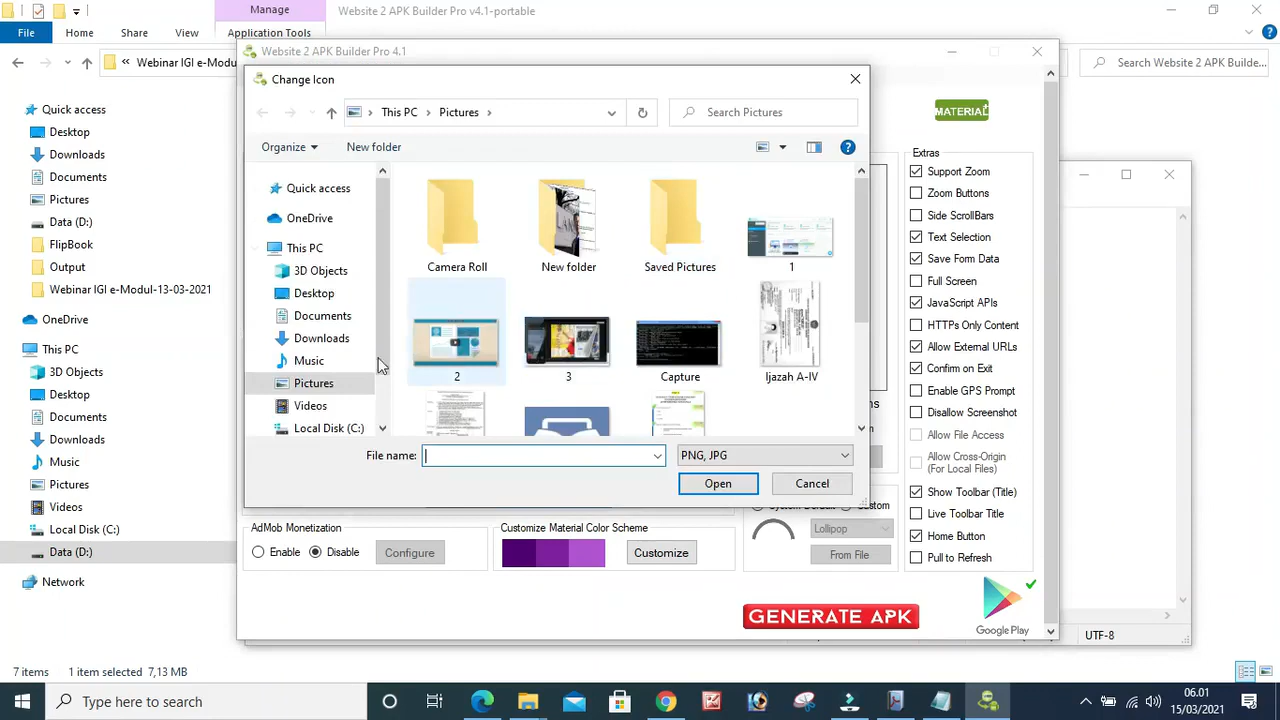 Manage
Website 2 APK Builder Pro v4.1-portable
File
Home
Share
View
Application Tools
« Webinar IGI e-Modu
Search Website 2 APK Builde...
Quick access
Desktop
Downloads
Documents
Pictures
Data (D:)
FlipBook
Output
Webinar IGI e-Modul-13-03-2021
OneDrive
This PC
3D Objects
Desktop
Documents
Downloads
Music
Pictures
Videos
Local Disk (C:)
Data (D:)
Network
7 items
1 item selected 7,13 MB
Website 2 APK Builder Pro 4.1
Change Icon
This PC > Pictures >
Search Pictures
Organize
New folder
Quick access
OneDrive
This PC
3D Objects
Desktop
Documents
Downloads
Music
Pictures
Videos
Local Disk (C:)
Camera Roll
New folder
Saved Pictures
1
2
3
Capture
Ijazah A-IV
File name:
PNG, JPG
Open
Cancel
MATERIAL+
Extras
Support Zoom
Zoom Buttons
Side ScrollBars
Text Selection
Save Form Data
Full Screen
JavaScript APIs
HTTPs Only Content
Allow External URLs
Confirm on Exit
Enable GPS Prompt
Disallow Screenshot
Allow File Access
Allow Cross-Origin
(For Local Files)
Show Toolbar (Title)
Live Toolbar Title
Home Button
Pull to Refresh
AdMob Monetization
Enable
Disable
Configure
Customize Material Color Scheme
Customize
System Default
Custom
Lollipop
From File
GENERATE APK
Google Play
UTF-8
Type here to search
06.01
15/03/2021